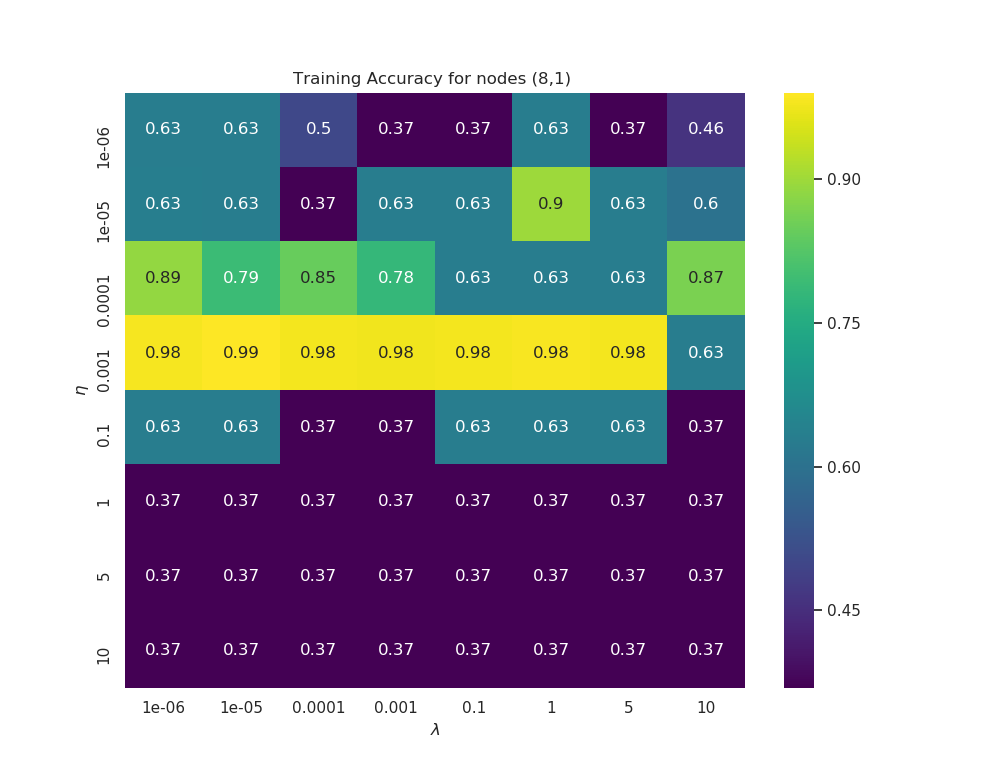 Training Accuracy for nodes (8,1)
1e-06 0.63 0.63 0.5 0.37 0.37 0.63 0.37 0.46
1e-05 0.63 0.63 0.37 0.63 0.63 0.9 0.63 0.6
0.0001 0.89 0.79 0.85 0.78 0.63 0.63 0.63 0.87
0.001 0.98 0.99 0.98 0.98 0.98 0.98 0.98 0.63
0.1 0.63 0.63 0.37 0.37 0.63 0.63 0.63 0.37
1 0.37 0.37 0.37 0.37 0.37 0.37 0.37 0.37
5 0.37 0.37 0.37 0.37 0.37 0.37 0.37 0.37
10 0.37 0.37 0.37 0.37 0.37 0.37 0.37 0.37
η
1e-06 1e-05 0.0001 0.001 0.1 1 5 10
λ
0.90
0.75
0.60
0.45